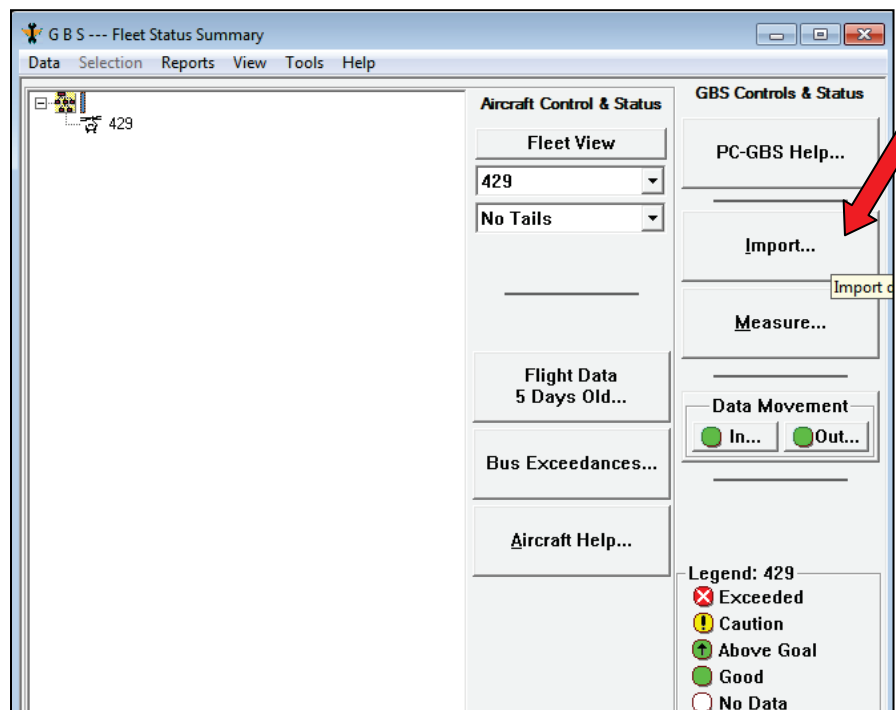 G B S --- Fleet Status Summary
Data Selection Reports View Tools Help
429
Aircraft Control & Status
Fleet View
429
No Tails
Flight Data
5 Days Old...
Bus Exceedances...
Aircraft Help...
GBS Controls & Status
PC-GBS Help...
Import...
Import
Measure...
Data Movement
In... Out...
Legend: 429
Exceeded
Caution
Above Goal
Good
No Data